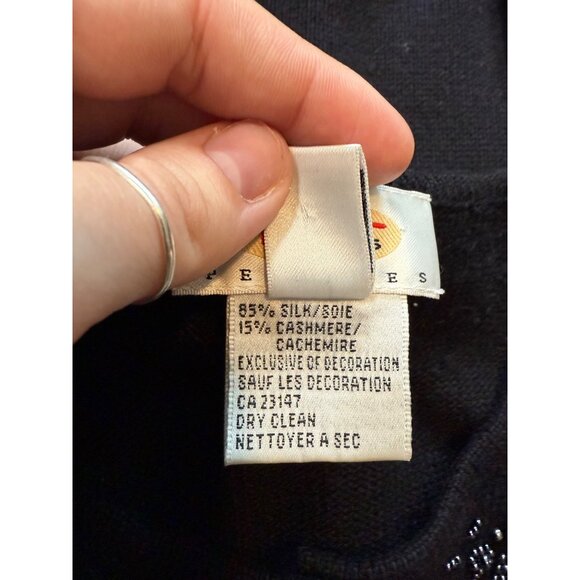 S
P E E S
85% SILK/SOIE
15% CASHMERE/
CACHEMIRE
EXCLUSIVE OF DECORATION
SAUF LES DECORATION
CA 23147
DRY CLEAN
NETTOYER A SEC